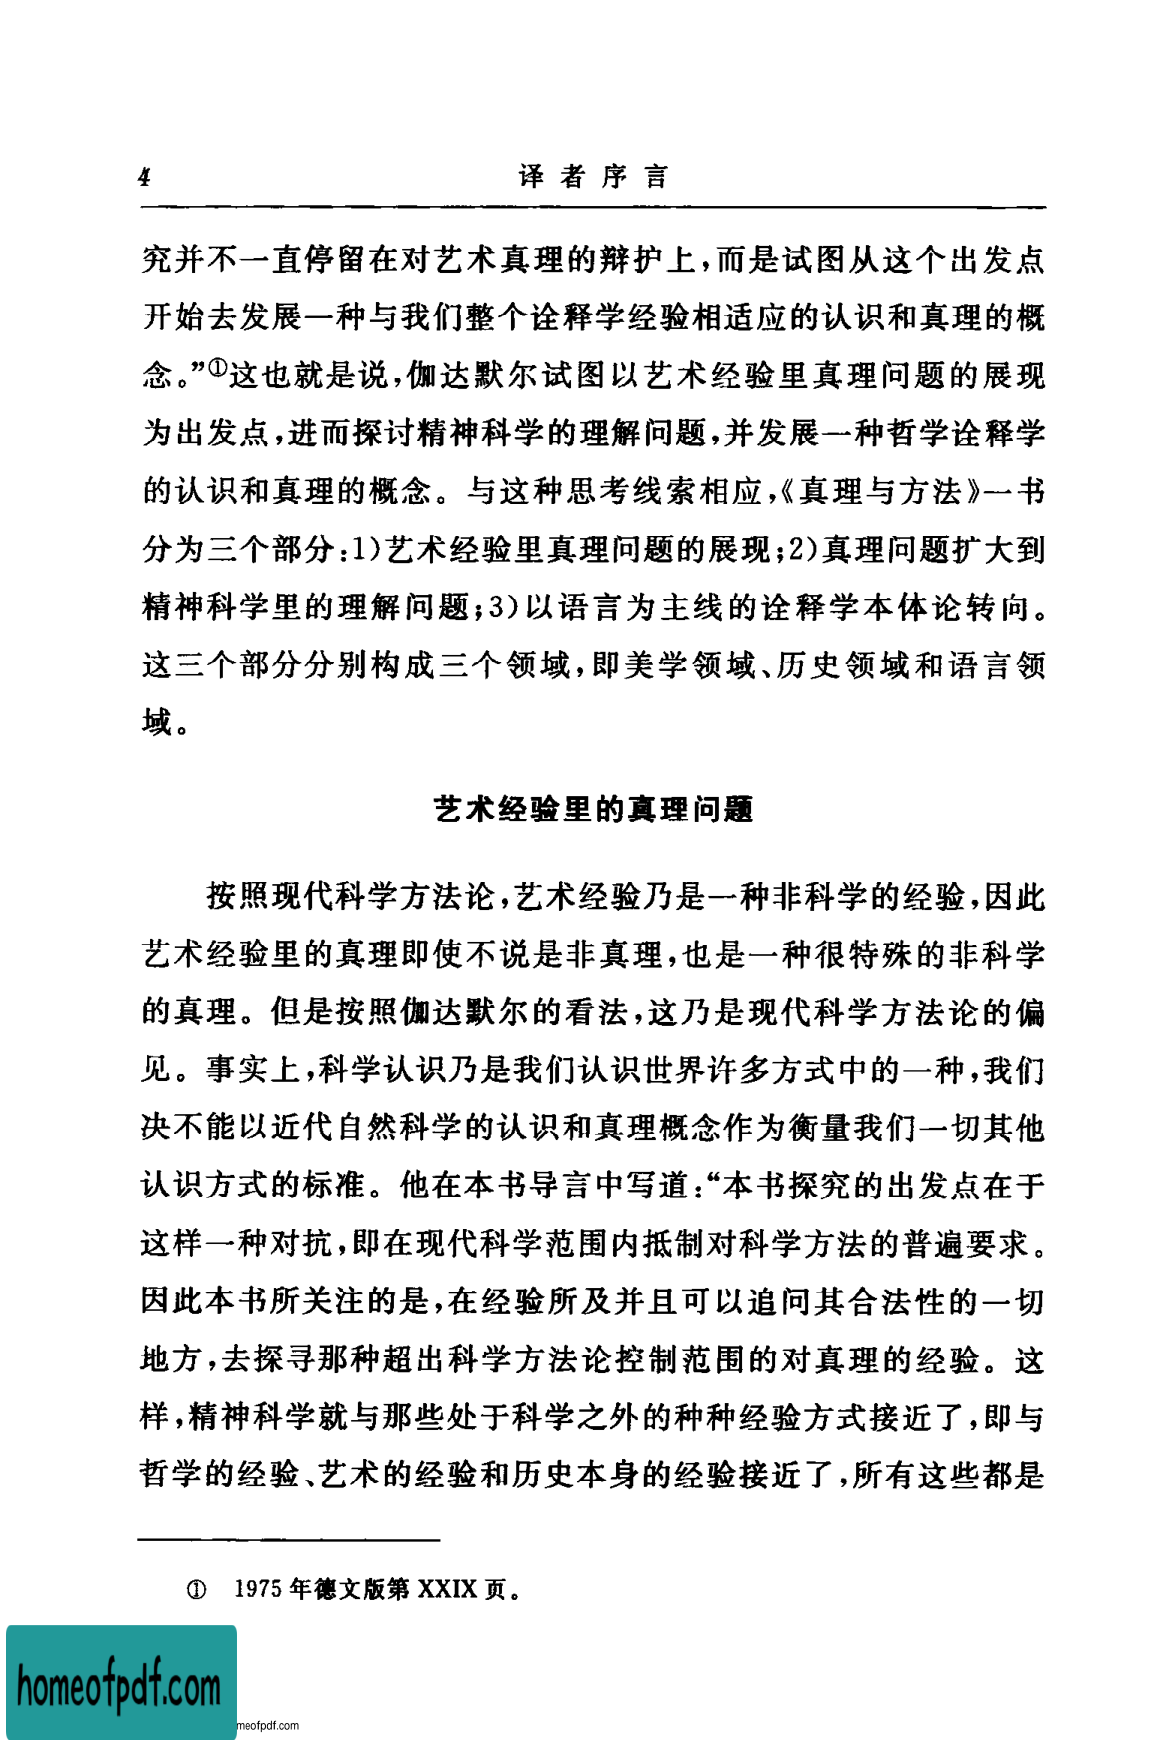 4 译者序言
究并不一直停留在对艺术真理的辩护上,而是试图从这个出发点
开始去发展一种与我们整个诠释学经验相适应的认识和真理的概
念。”①这也就是说,伽达默尔试图以艺术经验里真理问题的展现
为出发点,进而探讨精神科学的理解问题,并发展一种哲学诠释学
的认识和真理的概念。与这种思考线索相应,《真理与方法》一书
分为三个部分:1)艺术经验里真理问题的展现;2)真理问题扩大到
精神科学里的理解问题;3)以语言为主线的诠释学本体论转向。
这三个部分分别构成三个领域,即美学领域、历史领域和语言领
域。
艺术经验里的真理问题
按照现代科学方法论,艺术经验乃是一种非科学的经验,因此
艺术经验里的真理即使不说是非真理,也是一种很特殊的非科学
的真理。但是按照伽达默尔的看法,这乃是现代科学方法论的偏
见。事实上,科学认识乃是我们认识世界许多方式中的一种,我们
决不能以近代自然科学的认识和真理概念作为衡量我们一切其他
认识方式的标准。他在本书导言中写道:“本书探究的出发点在于
这样一种对抗,即在现代科学范围内抵制对科学方法的普遍要求。
因此本书所关注的是,在经验所及并且可以追问其合法性的一切
地方,去探寻那种超出科学方法论控制范围的对真理的经验。这
样,精神科学就与那些处于科学之外的种种经验方式接近了,即与
哲学的经验、艺术的经验和历史本身的经验接近了,所有这些都是
① 1975年德文版第XXIX页。
homeofpdf.com
meofpdf.com